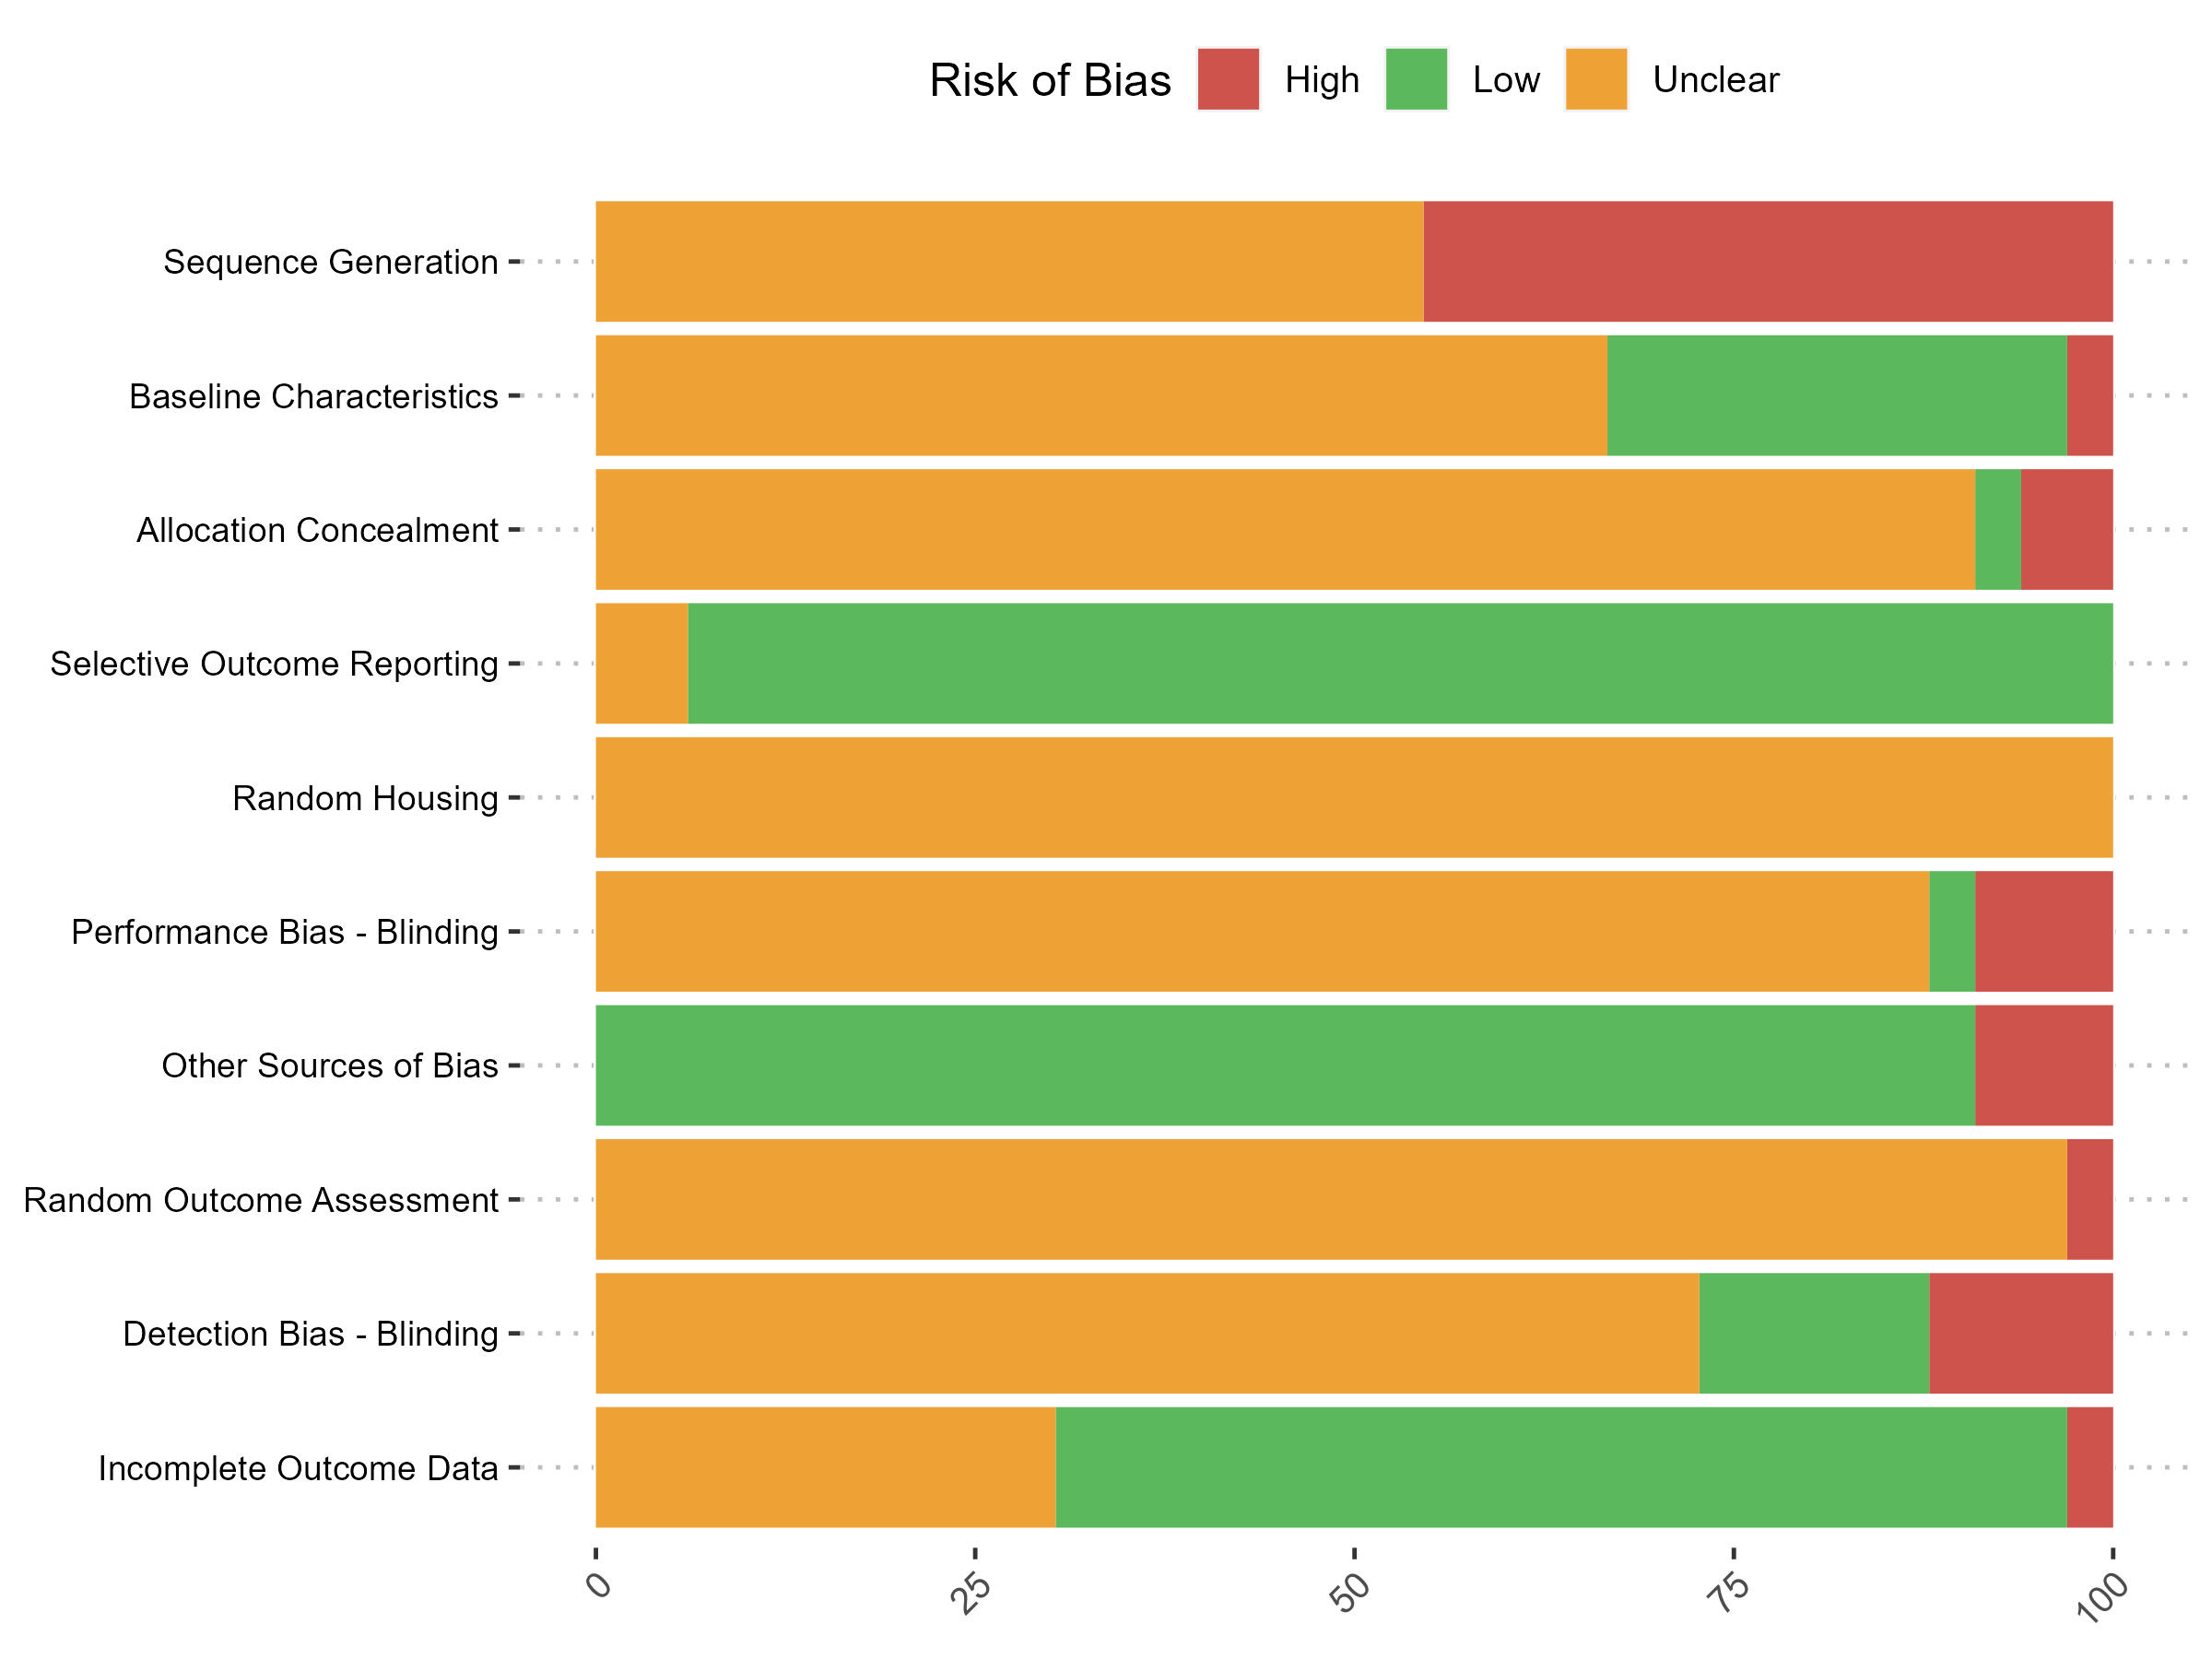 Risk of Bias High Low Unclear
Sequence Generation
Baseline Characteristics
Allocation Concealment
Selective Outcome Reporting
Random Housing
Performance Bias - Blinding
Other Sources of Bias
Random Outcome Assessment
Detection Bias - Blinding
Incomplete Outcome Data
0 25 50 75 100